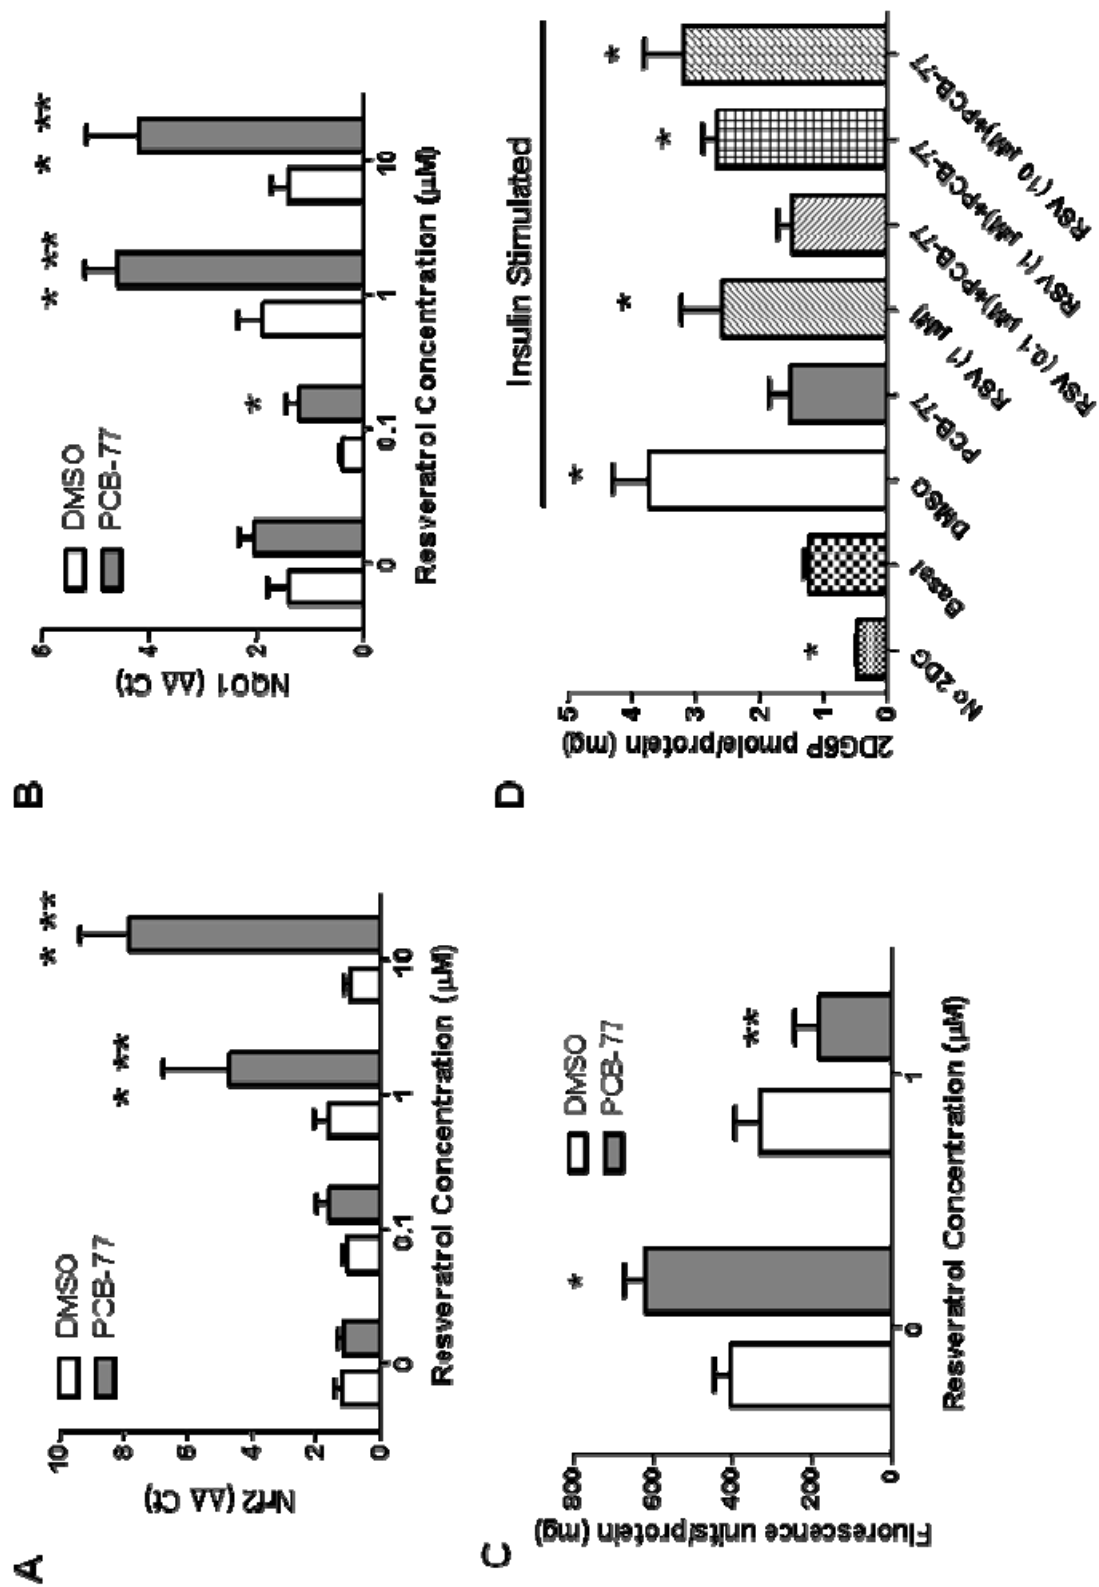 A
Nrf2 (ΔΔ Ct)
10
8
6
4
2
0
DMSO
PCB-77
* **
* **
0
0.1
1
10
Resveratrol Concentration (μM)
B
NQO1 (ΔΔ Ct)
6
4
2
0
DMSO
PCB-77
*
* **
* **
0
0.1
1
10
Resveratrol Concentration (μM)
C
Fluorescence units/protein (mg)
800
600
400
200
0
DMSO
PCB-77
*
**
0
1
Resveratrol Concentration (μM)
D
2DG6P pmole/protein (mg)
5
4
3
2
1
0
Insulin Stimulated
*
*
*
*
*
No 2DG
Basal
DMSO
PCB-77
RSV (1 μM)
RSV (0.1 μM)+PCB-77
RSV (1 μM)+PCB-77
RSV (10 μM)+PCB-77